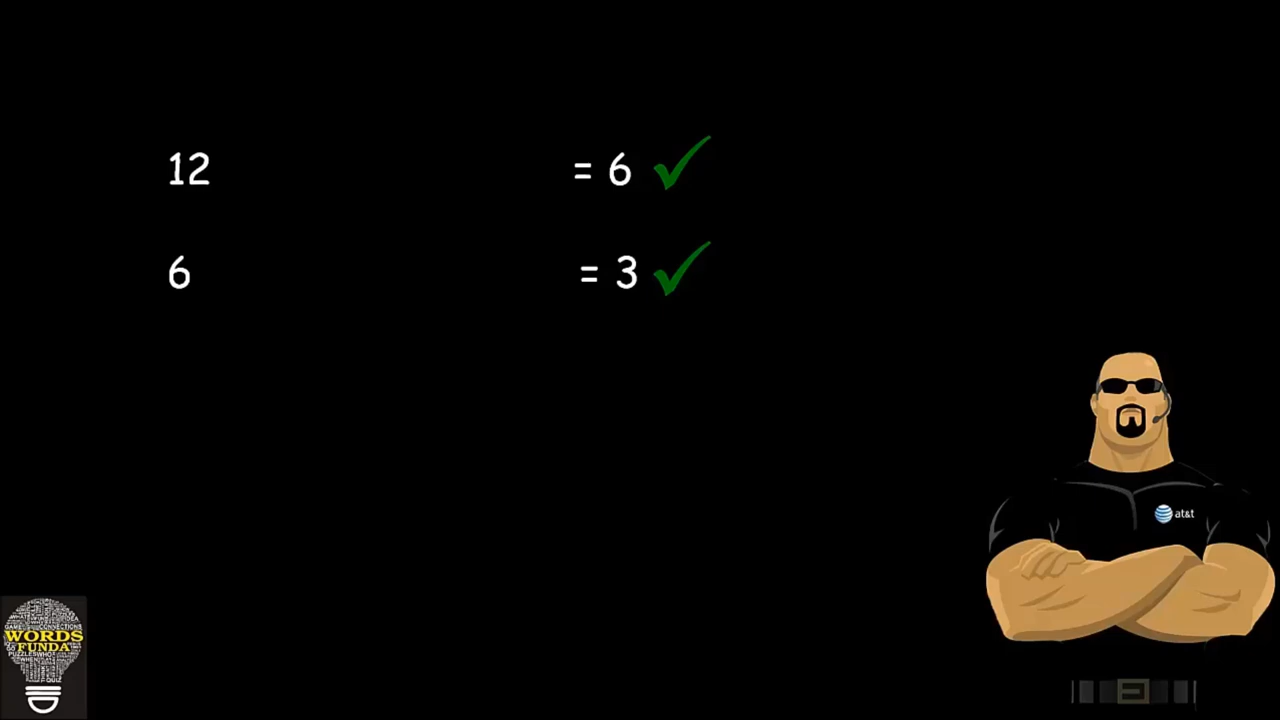 12 = 6
6 = 3
at&t
WORDS
FUNDA